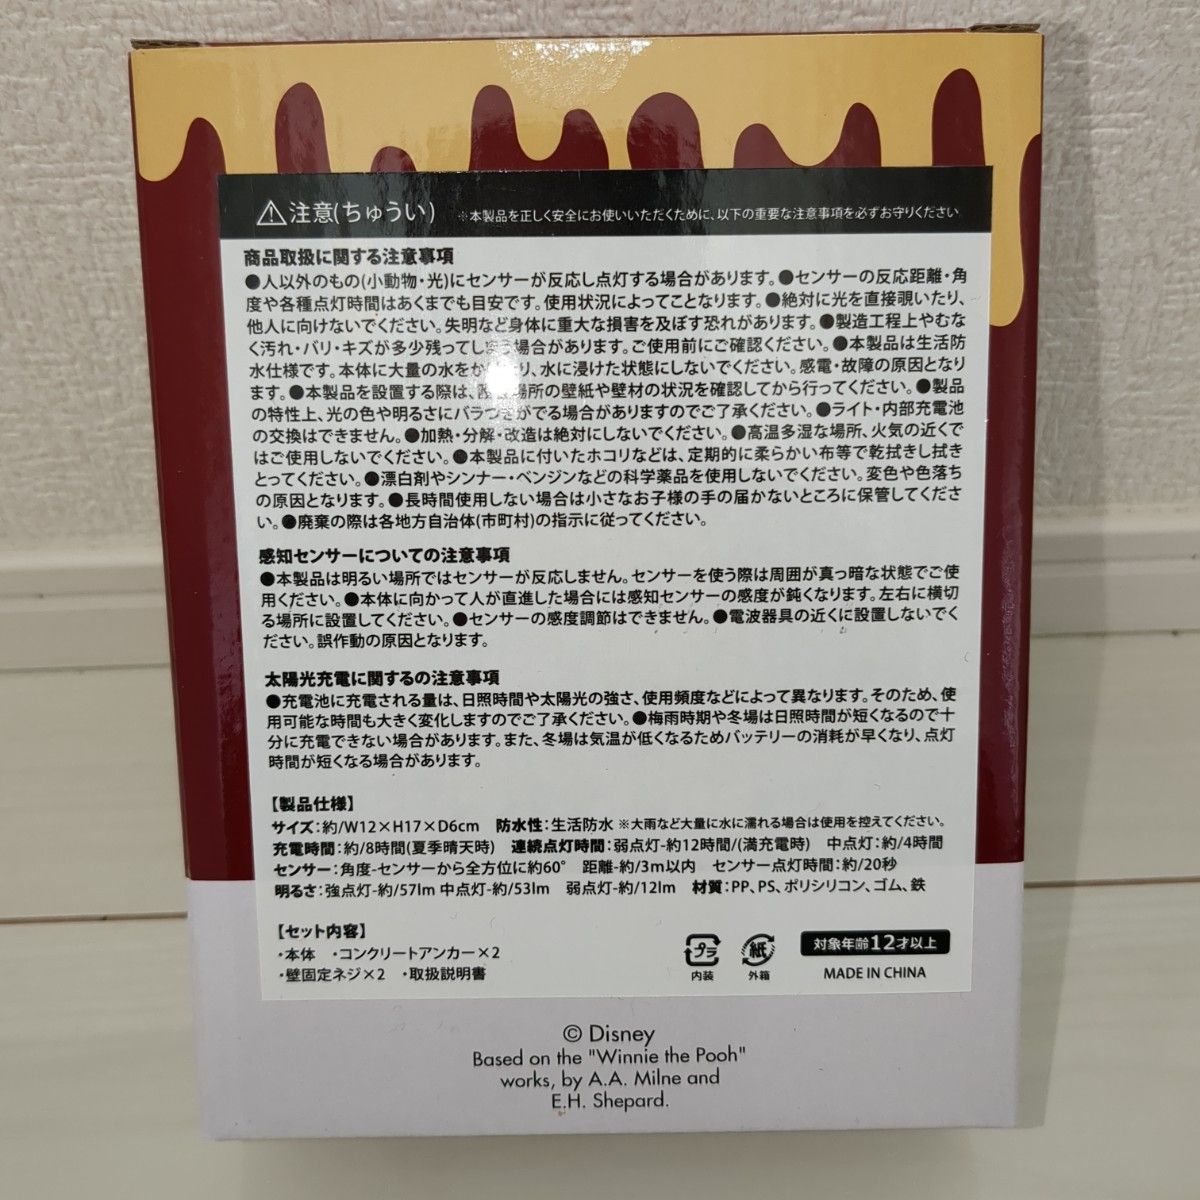 ⚠注意(ちゅうい) ※本製品を正しく安全にお使いいただくために、以下の重要な注意事項を必ずお守りください
商品取扱に関する注意事項
●人以外のもの(小動物・光)にセンサーが反応し点灯する場合があります。●センサーの反応距離・角
度や各種点灯時間はあくまでも目安です。使用状況によってことなります。●絶対に光を直接覗いたり、
他人に向けないでください。失明など身体に重大な損害を及ぼす恐れがあります。●製造工程上やむな
く汚れ・バリ・キズが多少残ってしまう場合があります。ご使用前にご確認ください。●本製品は生活防
水仕様です。本体に大量の水をかけたり、水に浸けた状態にしないでください。感電・故障の原因となり
ます。●本製品を設置する際は、設置場所の壁紙や壁材の状況を確認してから行ってください。●製品
の特性上、光の色や明るさにバラつきがでる場合がありますのでご了承ください。●ライト・内部充電池
の交換はできません。●加熱・分解・改造は絶対にしないでください。●高温多湿な場所、火気の近くで
はご使用しないでください。●本製品に付いたホコリなどは、定期的に柔らかい布等で乾拭きし拭き
とってください。●漂白剤やシンナー・ベンジンなどの科学薬品を使用しないでください。変色や色落ち
の原因となります。●長時間使用しない場合は小さなお子様の手の届かないところに保管してくださ
い。●廃棄の際は各地方自治体(市町村)の指示に従ってください。
感知センサーについての注意事項
●本製品は明るい場所ではセンサーが反応しません。センサーを使う際は周囲が真っ暗な状態でご使
用ください。●本体に向かって人が直進した場合には感知センサーの感度が鈍くなります。左右に横切
る場所に設置してください。●センサーの感度調節はできません。●電波器具の近くに設置しないでく
ださい。誤作動の原因となります。
太陽光充電に関するの注意事項
●充電池に充電される量は、日照時間や太陽光の強さ、使用頻度などによって異なります。そのため、使
用可能な時間も大きく変化しますのでご了承ください。●梅雨時期や冬場は日照時間が短くなるので十
分に充電できない場合があります。また、冬場は気温が低くなるためバッテリーの消耗が早くなり、点灯
時間が短くなる場合があります。
【製品仕様】
サイズ：約/W12×H17×D6cm 防水性：生活防水 ※大雨など大量に水に濡れる場合は使用を控えてください。
充電時間：約/8時間(夏季晴天時) 連続点灯時間：弱点灯-約12時間/(満充電時) 中点灯：約/4時間
センサー：角度-センサーから全方位に約60° 距離-約/3m以内 センサー点灯時間：約/20秒
明るさ：強点灯-約/57lm 中点灯-約/53lm 弱点灯-約/12lm 材質：PP、PS、ポリシリコン、ゴム、鉄
【セット内容】
・本体 ・コンクリートアンカー×2
・壁固定ネジ×2 ・取扱説明書
プラ 内装
紙 外箱
対象年齢12才以上
MADE IN CHINA
© Disney
Based on the "Winnie the Pooh"
works, by A.A. Milne and
E.H. Shepard.